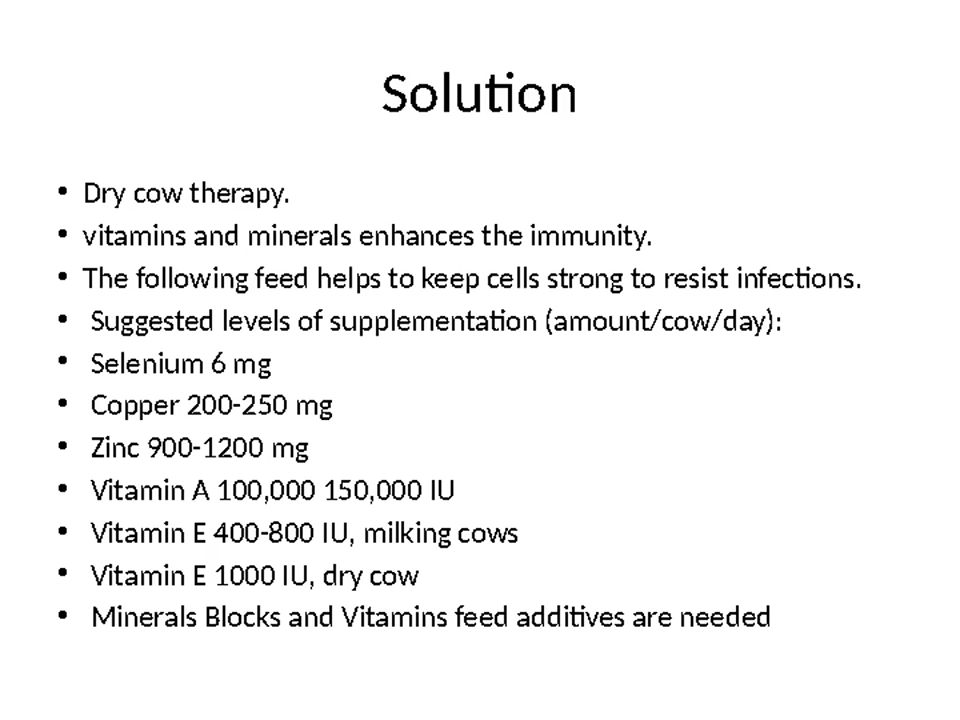 Solution
• Dry cow therapy.
• vitamins and minerals enhances the immunity.
• The following feed helps to keep cells strong to resist infections.
• Suggested levels of supplementation (amount/cow/day):
• Selenium 6 mg
• Copper 200-250 mg
• Zinc 900-1200 mg
• Vitamin A 100,000 150,000 IU
• Vitamin E 400-800 IU, milking cows
• Vitamin E 1000 IU, dry cow
• Minerals Blocks and Vitamins feed additives are needed